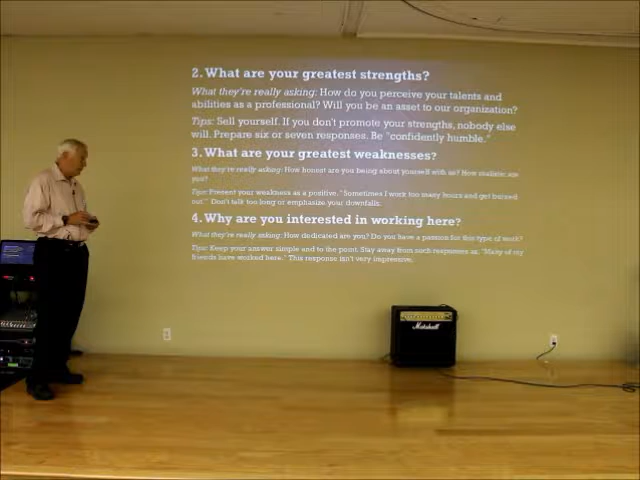 2. What are your greatest strengths?
What they're really asking: How do you perceive your talents and
abilities as a professional? Will you be an asset to our organization?
Tips: Sell yourself. If you don't promote your strengths, nobody else
will. Prepare six or seven responses. Be "confidently humble."
3. What are your greatest weaknesses?
What they're really asking: How honest are you being about yourself with us? How realistic are
you?
Tips: Present your weakness as a positive. "Sometimes I work too many hours and get burned
out." Don't talk too long or emphasize your downfalls.
4. Why are you interested in working here?
What they're really asking: How dedicated are you? Do you have a passion for this type of work?
Tips: Keep your answer simple and to the point. Stay away from such responses as, "Many of my
friends have worked here." This response isn't very impressive.
Marshall